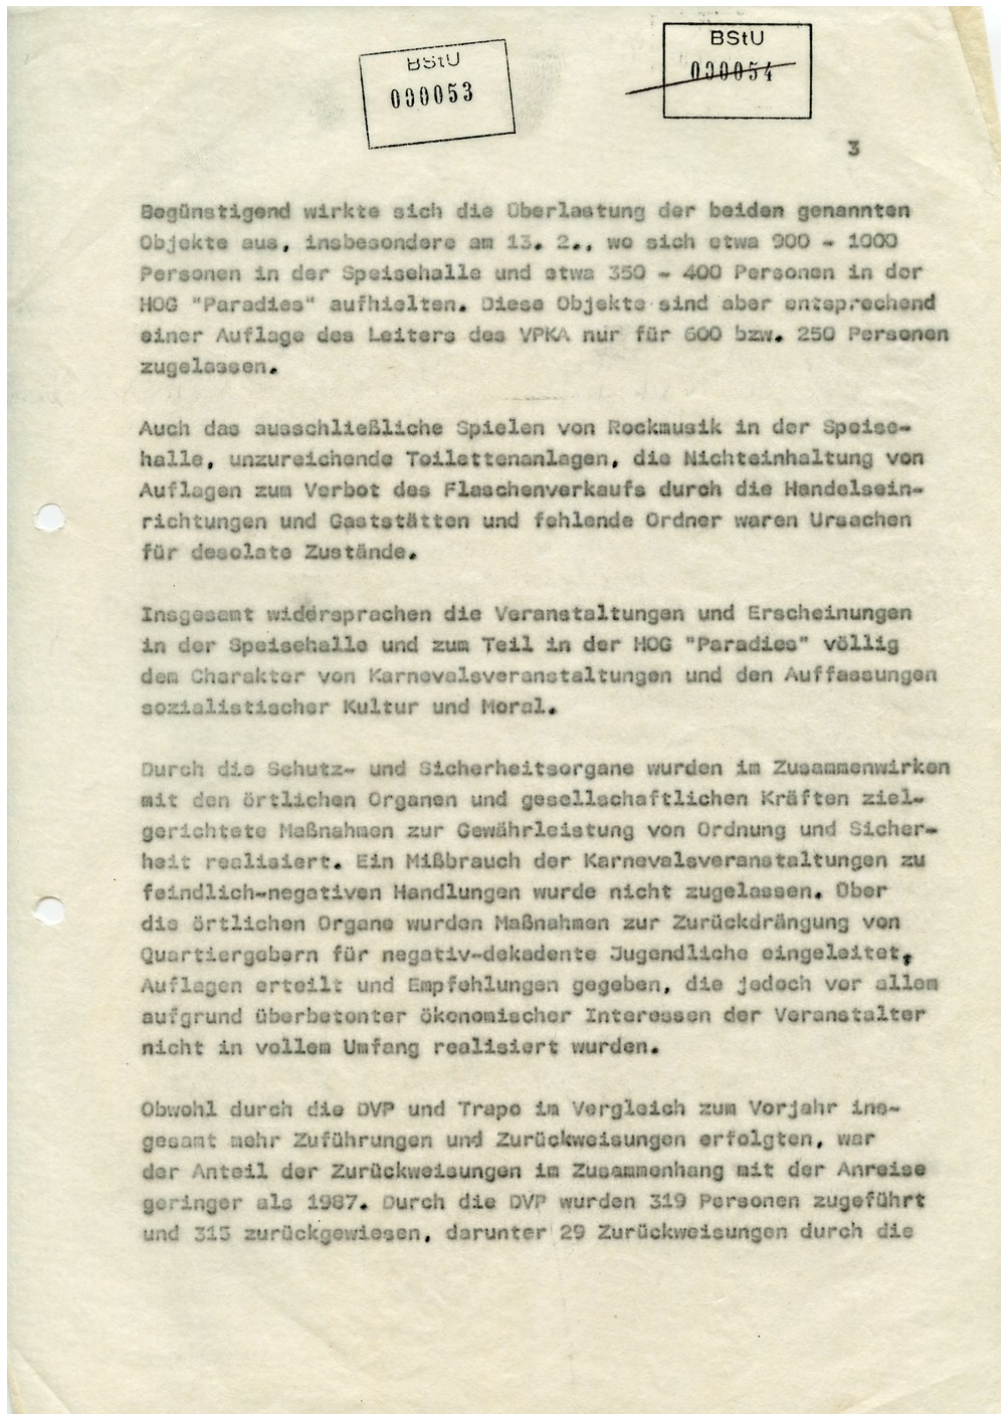 BStU
000053
BStU
000054
3
Begünstigend wirkte sich die Überlastung der beiden genannten
Objekte aus, insbesondere am 13. 2., wo sich etwa 900 - 1000
Personen in der Speisehalle und etwa 350 - 400 Personen in der
HOG "Paradies" aufhielten. Diese Objekte sind aber entsprechend
einer Auflage des Leiters des VPKA nur für 600 bzw. 250 Personen
zugelassen.
Auch das ausschließliche Spielen von Rockmusik in der Speise-
halle, unzureichende Toilettenanlagen, die Nichteinhaltung von
Auflagen zum Verbot des Flaschenverkaufs durch die Handelsein-
richtungen und Gaststätten und fehlende Ordner waren Ursachen
für desolate Zustände.
Insgesamt widersprachen die Veranstaltungen und Erscheinungen
in der Speisehalle und zum Teil in der HOG "Paradies" völlig
dem Charakter von Karnevalsveranstaltungen und den Auffassungen
sozialistischer Kultur und Moral.
Durch die Schutz- und Sicherheitsorgane wurden im Zusammenwirken
mit den örtlichen Organen und gesellschaftlichen Kräften ziel-
gerichtete Maßnahmen zur Gewährleistung von Ordnung und Sicher-
heit realisiert. Ein Mißbrauch der Karnevalsveranstaltungen zu
feindlich-negativen Handlungen wurde nicht zugelassen. Über
die örtlichen Organe wurden Maßnahmen zur Zurückdrängung von
Quartiergebern für negativ-dekadente Jugendliche eingeleitet,
Auflagen erteilt und Empfehlungen gegeben, die jedoch vor allem
aufgrund überbetonter ökonomischer Interessen der Veranstalter
nicht in vollem Umfang realisiert wurden.
Obwohl durch die DVP und Trapo im Vergleich zum Vorjahr ins-
gesamt mehr Zuführungen und Zurückweisungen erfolgten, war
der Anteil der Zurückweisungen im Zusammenhang mit der Anreise
geringer als 1987. Durch die DVP wurden 319 Personen zugeführt
und 315 zurückgewiesen, darunter 29 Zurückweisungen durch die